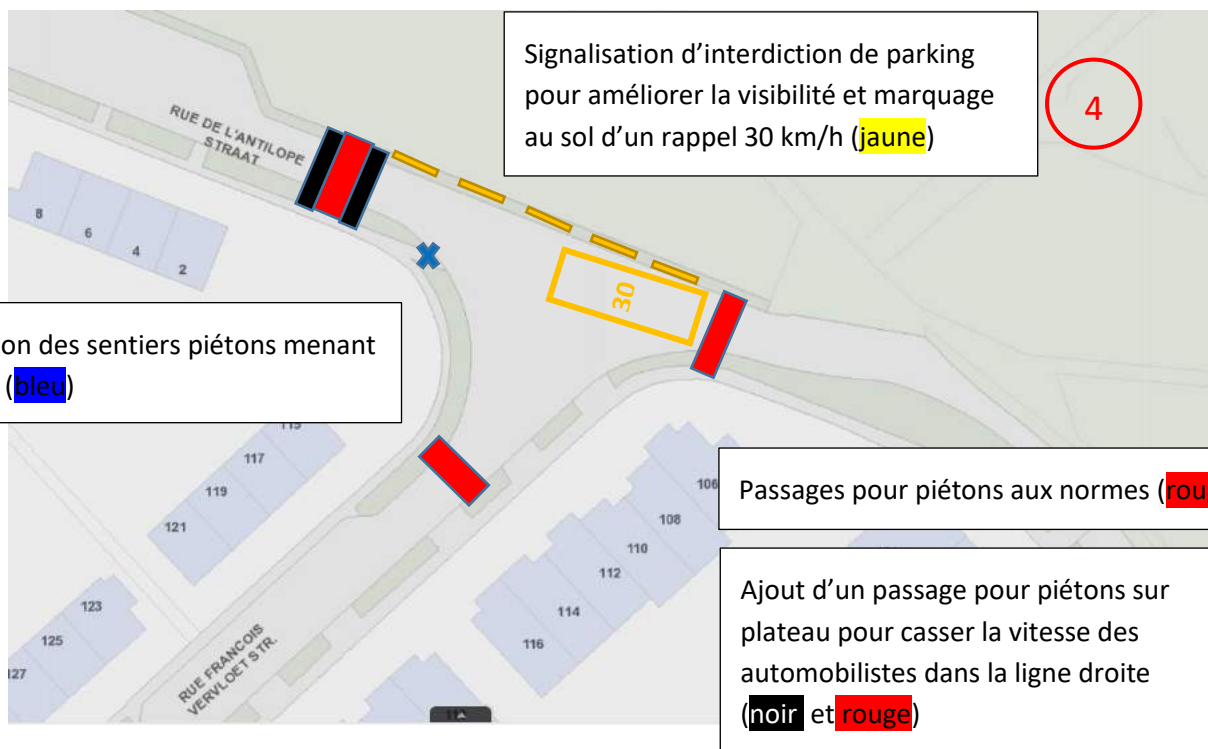 Signalisation d’interdiction de parking
pour améliorer la visibilité et marquage
au sol d’un rappel 30 km/h (jaune)
4
RUE DE L'ANTILOPE
STRAAT
8
6
4
2
30
des sentiers piétons menant
(bleu)
117
119
121
106
108
110
112
114
116
Passages pour piétons aux normes
123
125
127
RUE FRANCOIS
VERVLOET STR.
Ajout d’un passage pour piétons sur
plateau pour casser la vitesse des
automobilistes dans la ligne droite
(noir et rouge)